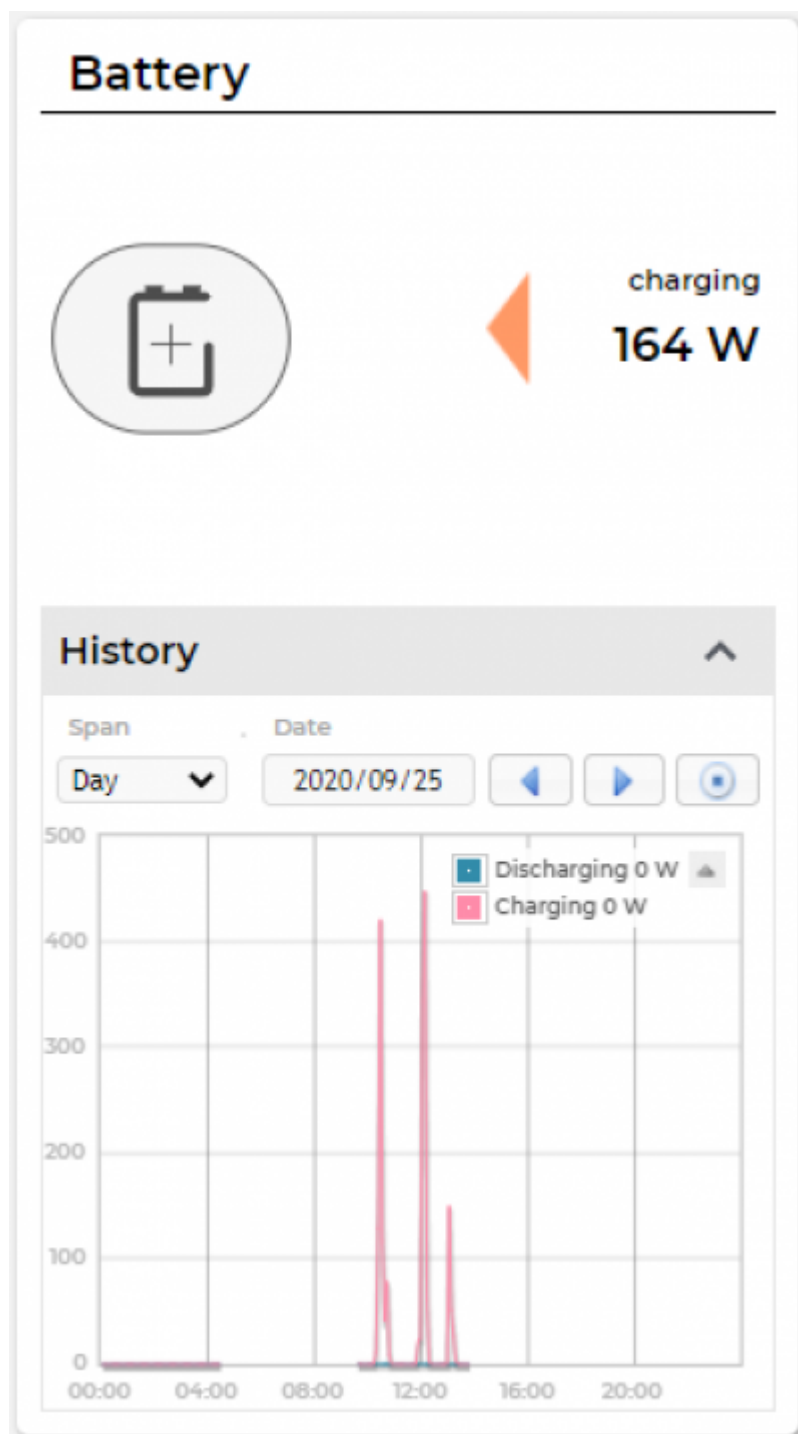 Battery
charging
164 W
History
Span . Date
Day 2020/09/25
500
Discharging 0 W
Charging 0 W
400
300
200
100
0
00:00 04:00 08:00 12:00 16:00 20:00